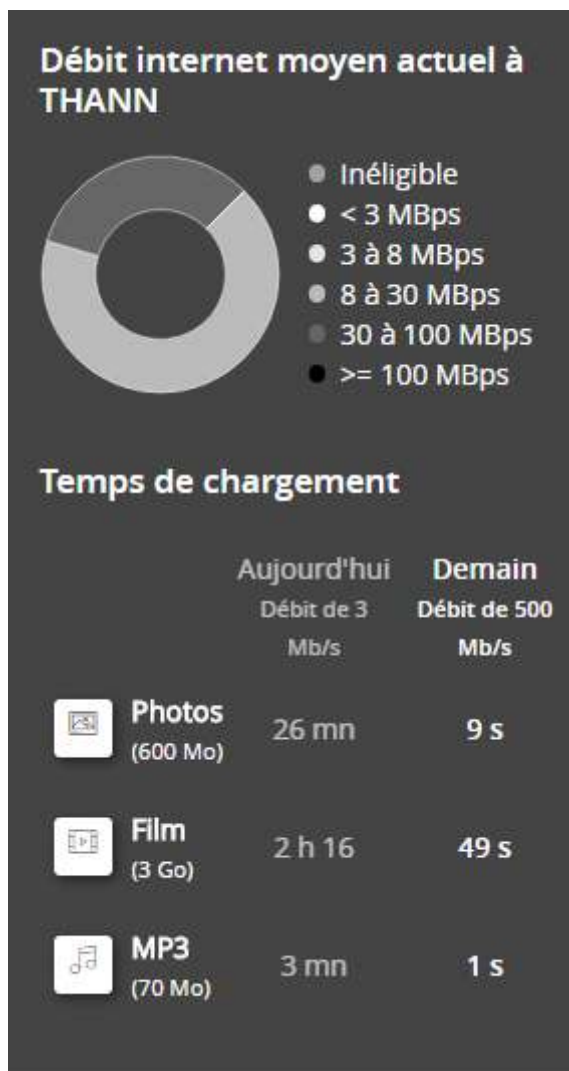 Débit internet moyen actuel à
THANN
Inéligible
< 3 MBps
3 à 8 MBps
8 à 30 MBps
30 à 100 MBps
>= 100 MBps
Temps de chargement
Aujourd'hui Demain
Débit de 3 Débit de 500
Mb/s Mb/s
Photos
(600 Mo) 26 mn 9 s
Film
(3 Go) 2 h 16 49 s
MP3
(70 Mo) 3 mn 1 s